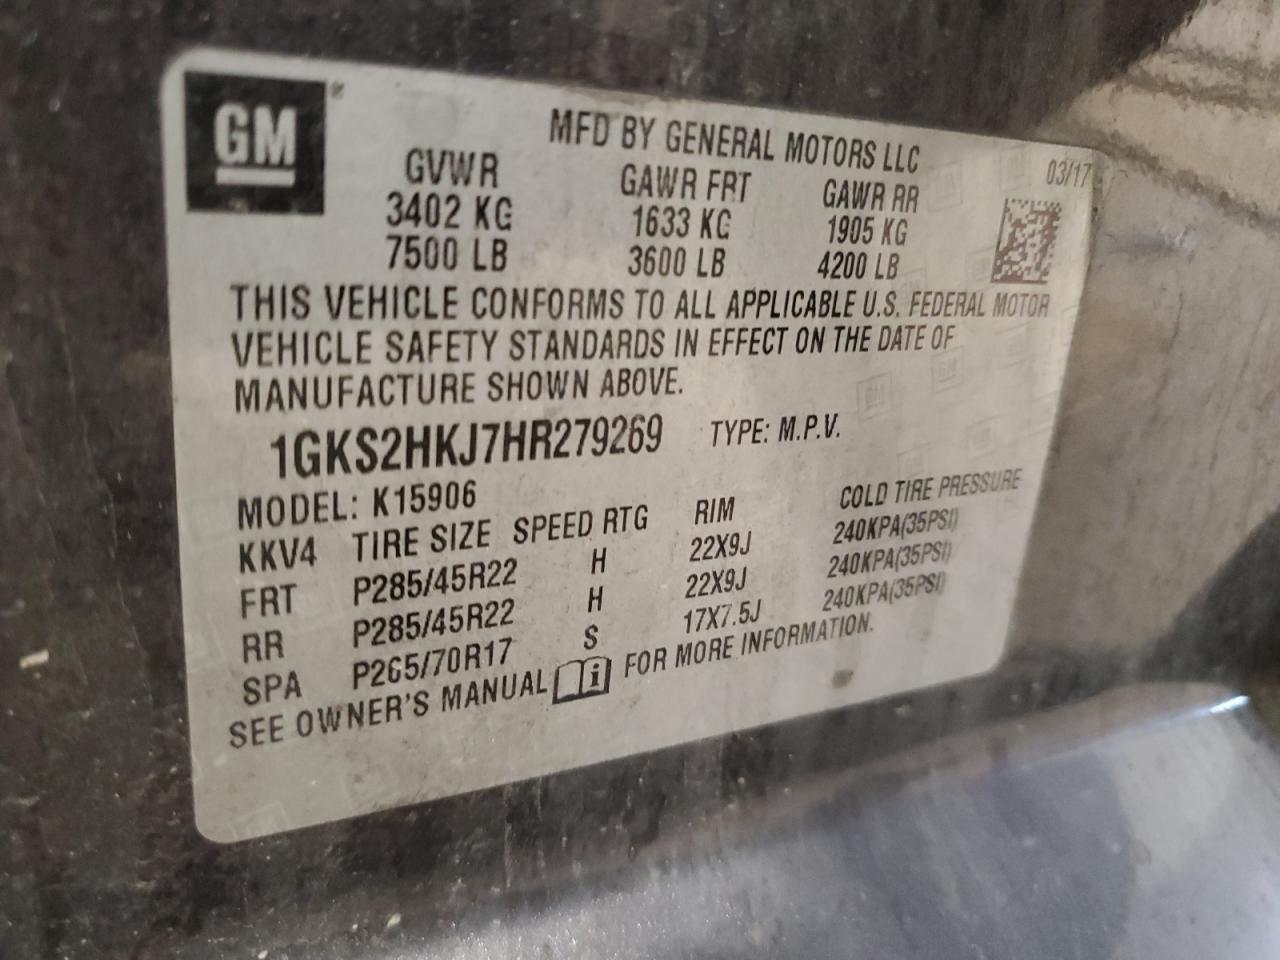 GM®
MFD BY GENERAL MOTORS LLC
03/17
GVWR GAWR FRT GAWR RR
3402 KG 1633 KG 1905 KG
7500 LB 3600 LB 4200 LB
THIS VEHICLE CONFORMS TO ALL APPLICABLE U.S. FEDERAL MOTOR
VEHICLE SAFETY STANDARDS IN EFFECT ON THE DATE OF
MANUFACTURE SHOWN ABOVE.
1GKS2HKJ7HR279269 TYPE: M.P.V.
MODEL: K15906
KKV4 TIRE SIZE SPEED RTG RIM COLD TIRE PRESSURE
FRT P285/45R22 H 22X9J 240KPA(35PSI)
RR P285/45R22 H 22X9J 240KPA(35PSI)
SPA P265/70R17 S 17X7.5J 240KPA(35PSI)
SEE OWNER'S MANUAL i FOR MORE INFORMATION.